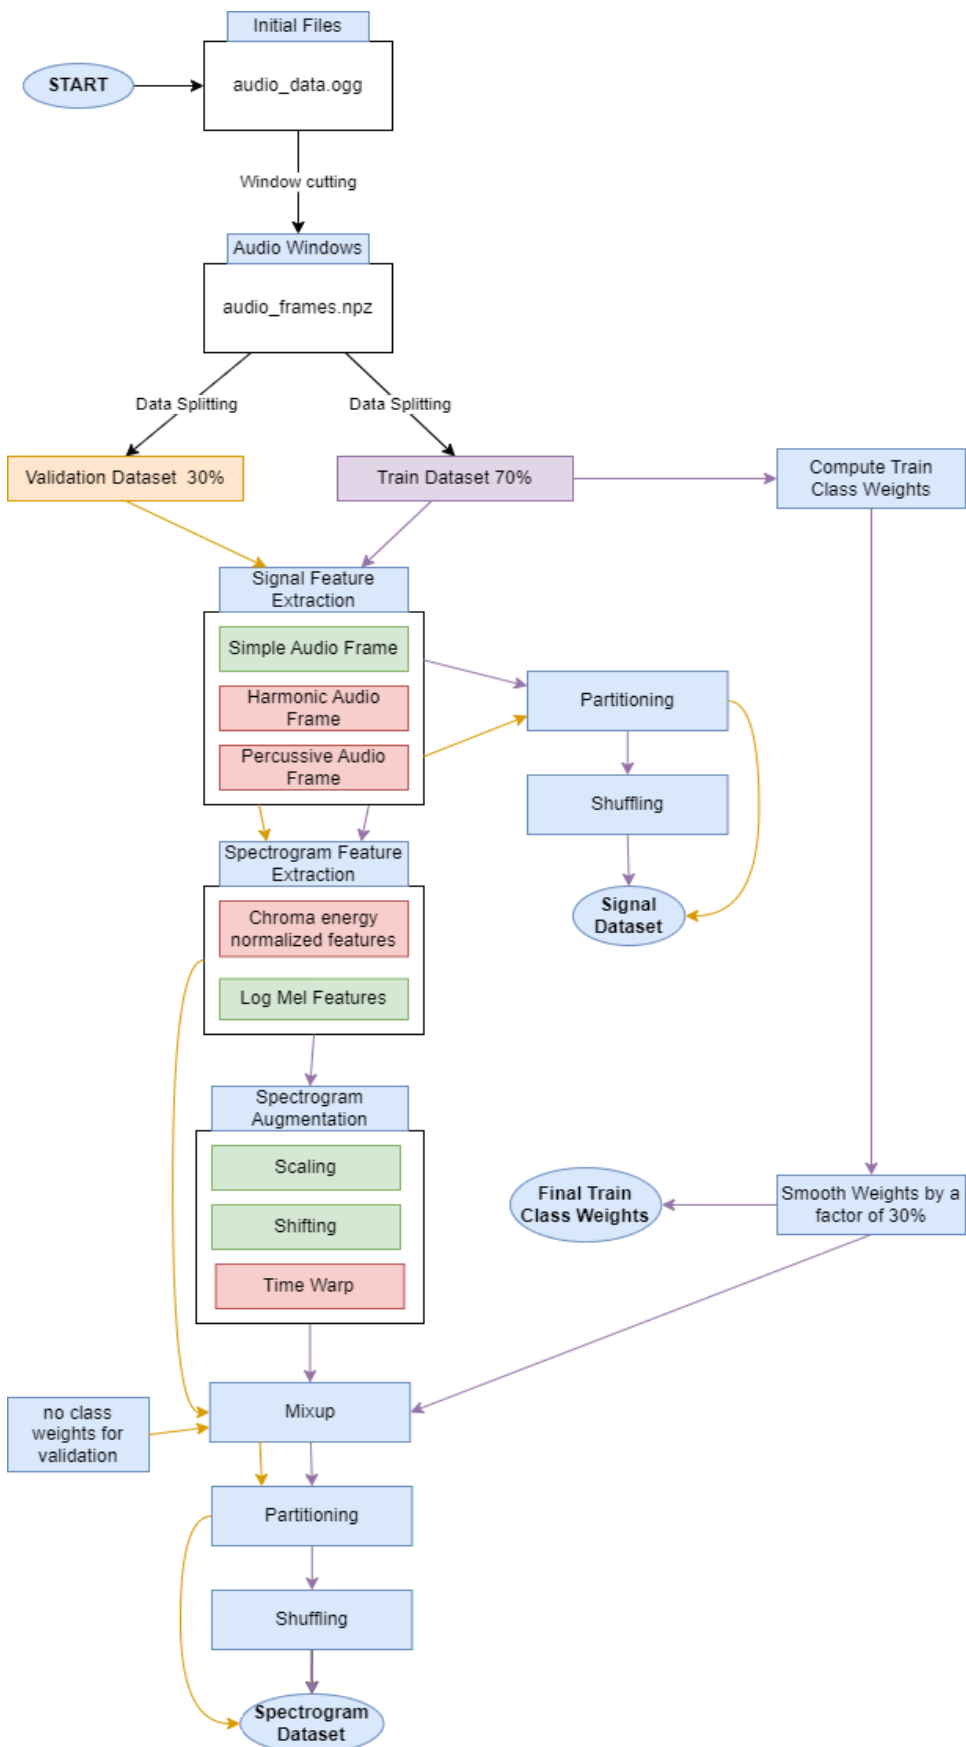 Initial Files
START
audio_data.ogg
Window cutting
Audio Windows
audio_frames.npz
Data Splitting
Data Splitting
Validation Dataset  30%
Train Dataset 70%
Compute Train
Class Weights
Signal Feature
Extraction
Simple Audio Frame
Harmonic Audio
Frame
Percussive Audio
Frame
Partitioning
Shuffling
Signal
Dataset
Spectrogram Feature
Extraction
Chroma energy
normalized features
Log Mel Features
Spectrogram
Augmentation
Scaling
Shifting
Time Warp
Final Train
Class Weights
Smooth Weights by a
factor of 30%
Mixup
no class
weights for
validation
Partitioning
Shuffling
Spectrogram
Dataset